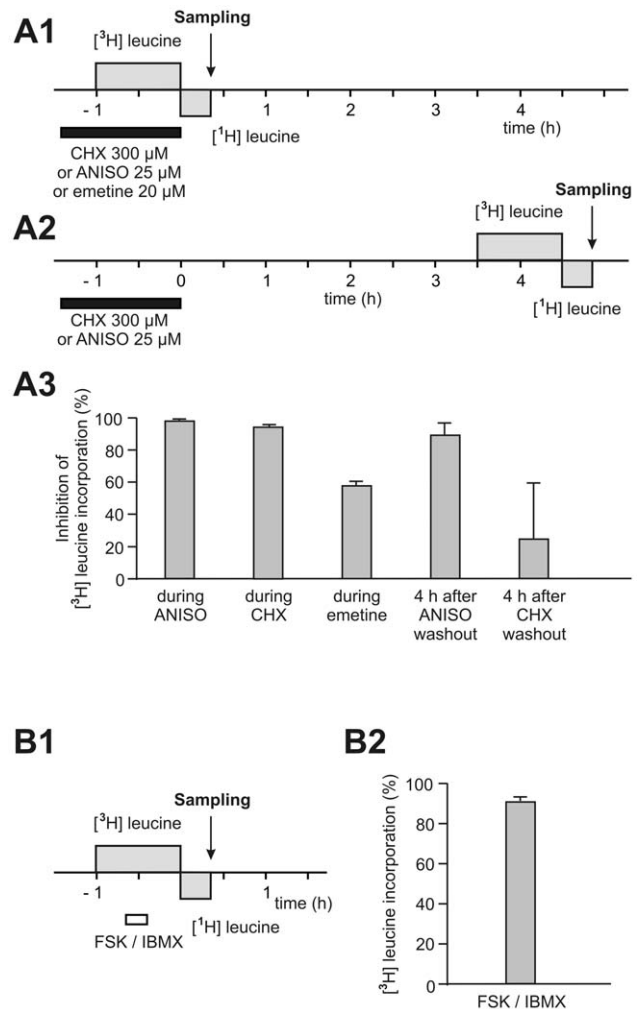 A1
Sampling
[³H] leucine
- 1
1
2
3
4
[¹H] leucine
time (h)
CHX 300 µM
or ANISO 25 µM
or emetine 20 µM
Sampling
[³H] leucine
A2
- 1
0
1
2
time (h)
3
4
CHX 300 µM
or ANISO 25 µM
[¹H] leucine
A3
Inhibition of
[³H] leucine incorporation (%)
100
80
60
40
20
0
during
ANISO
during
CHX
during
emetine
4 h after
ANISO
washout
4 h after
CHX
washout
B1
Sampling
[³H] leucine
- 1
1
time (h)
[¹H] leucine
FSK / IBMX
B2
[³H] leucine incorporation (%)
100
80
60
40
20
0
FSK / IBMX